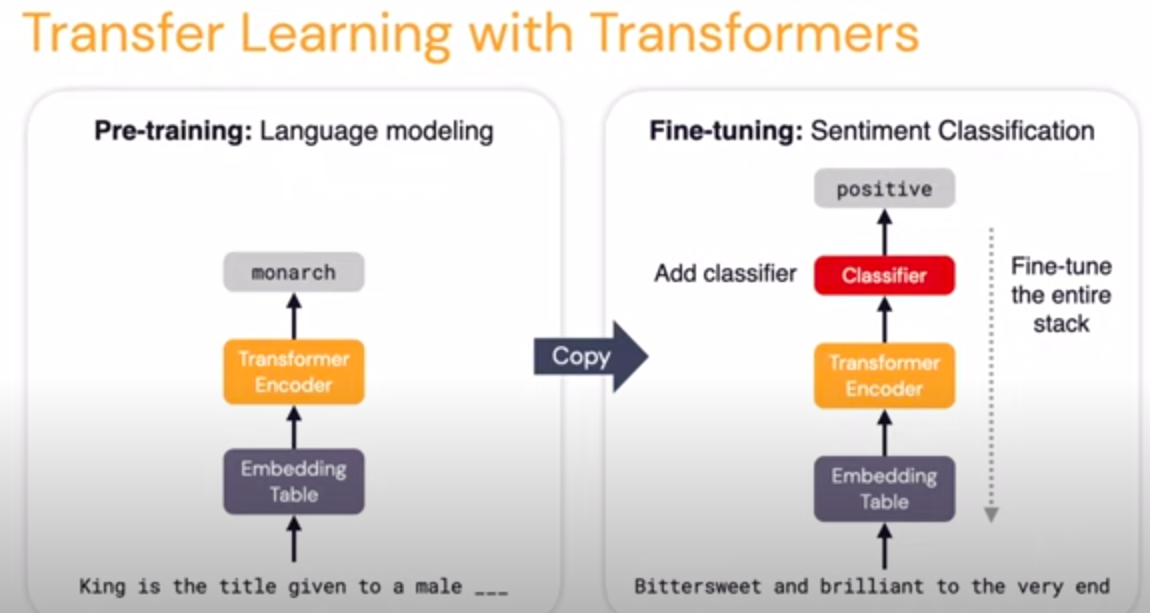 Transfer Learning with Transformers
Pre-training: Language modeling
monarch
Transformer
Encoder
Embedding
Table
King is the title given to a male ___
Copy
Fine-tuning: Sentiment Classification
positive
Add classifier
Classifier
Fine-tune
the entire
stack
Transformer
Encoder
Embedding
Table
Bittersweet and brilliant to the very end